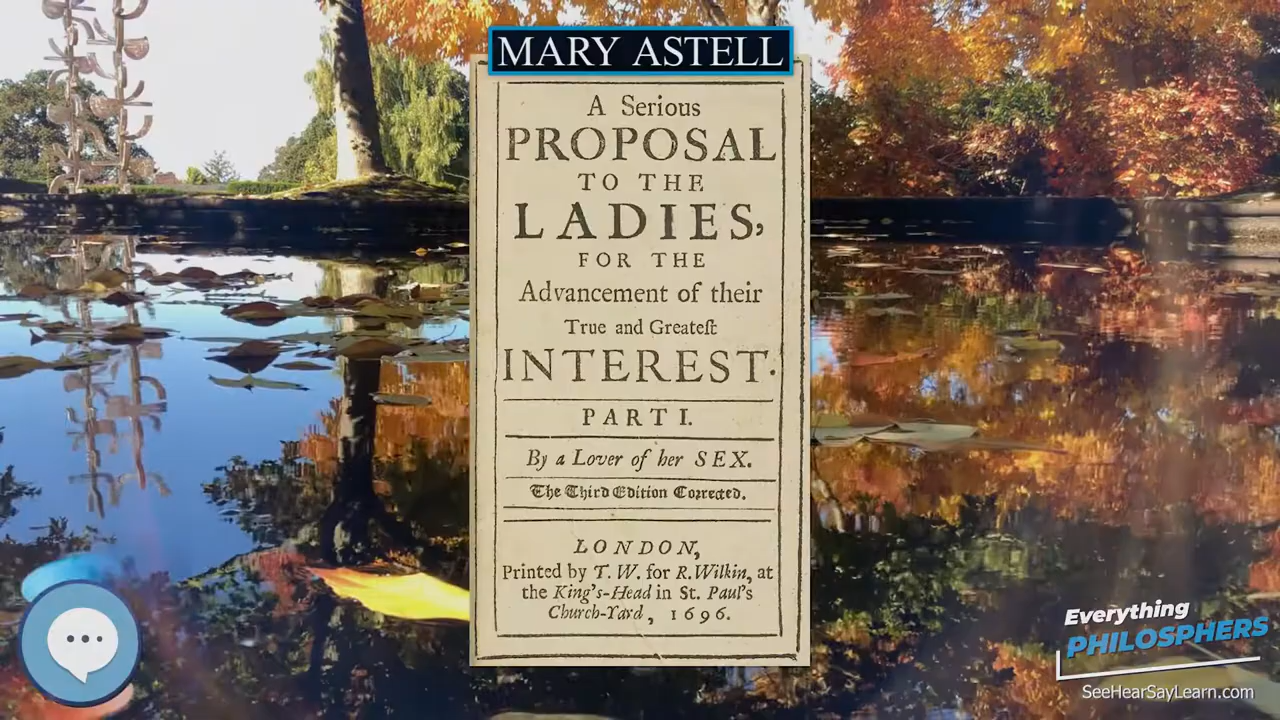 MARY ASTELL
A Serious
PROPOSAL
TO THE
LADIES,
FOR THE
Advancement of their
True and Greateſt
INTEREST.
PART I.
By a Lover of her SEX.
The Third Edition Corrected.
LONDON,
Printed by T. W. for R. Wilkin, at
the King's-Head in St. Paul's
Church-Yard, 1696.
Everything
PHILOSPHERS
SeeHearSayLearn.com